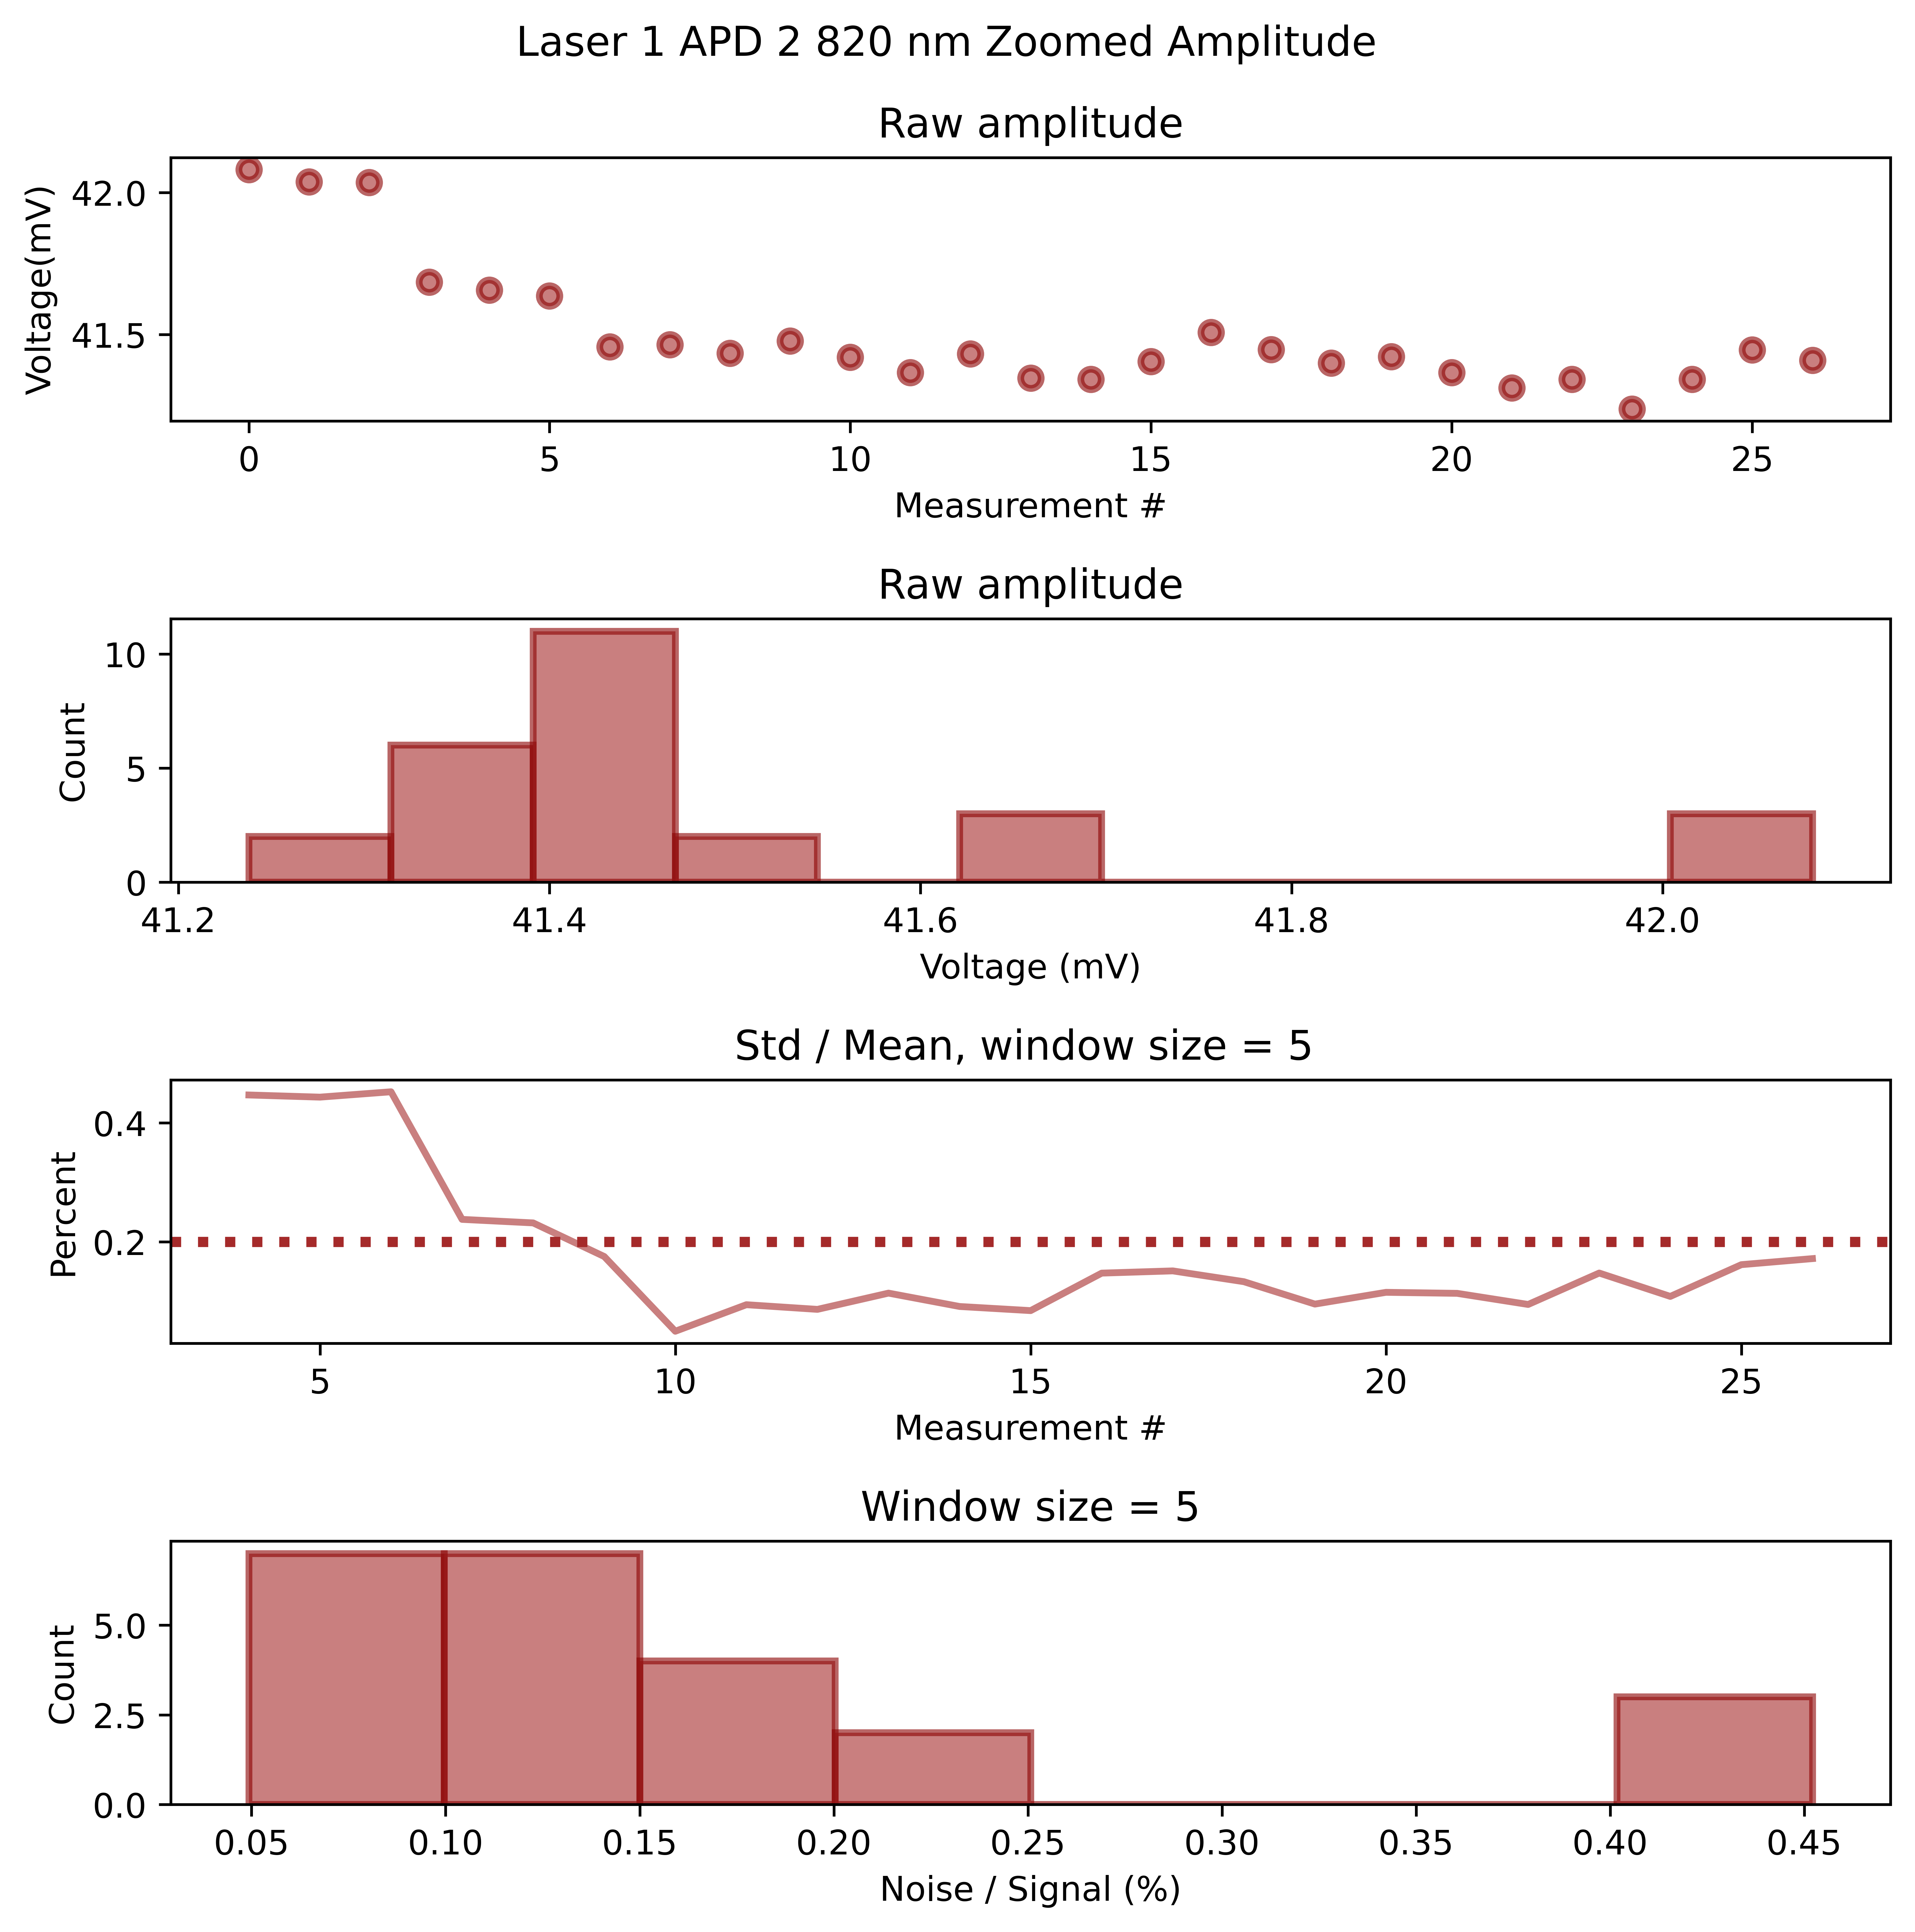 Laser 1 APD 2 820 nm Zoomed Amplitude
Raw amplitude
Voltage(mV)
42.0
41.5
0 5 10 15 20 25
Measurement #
Raw amplitude
Count
10
5
0
41.2 41.4 41.6 41.8 42.0
Voltage (mV)
Std / Mean, window size = 5
Percent
0.4
0.2
5 10 15 20 25
Measurement #
Window size = 5
Count
5.0
2.5
0.0
0.05 0.10 0.15 0.20 0.25 0.30 0.35 0.40 0.45
Noise / Signal (%)